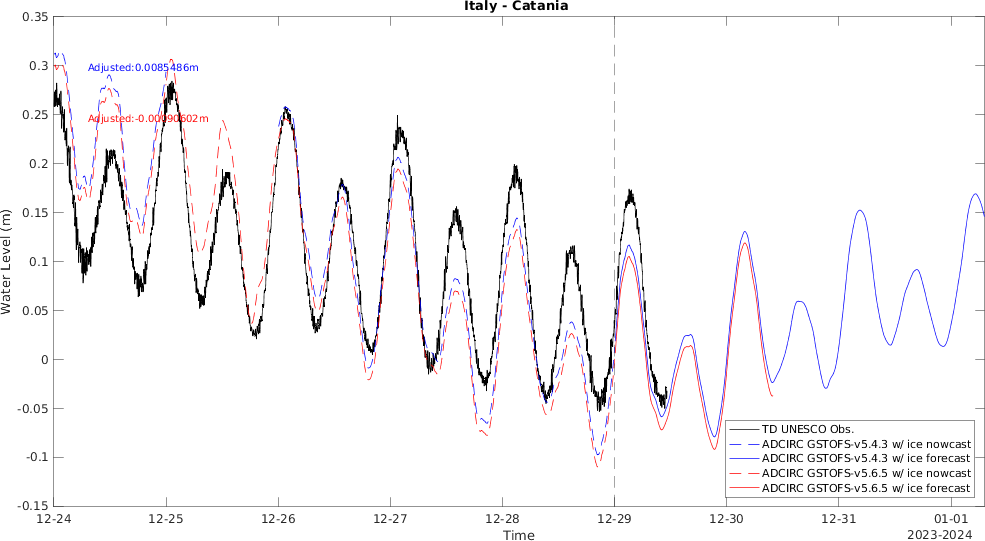 Italy - Catania
0.35
0.3
0.25
0.2
0.15
0.1
0.05
0
-0.05
-0.1
-0.15
Water Level (m)
Adjusted:0.0085486m
Adjusted:-0.00090602m
TD UNESCO Obs.
ADCIRC GSTOFS-v5.4.3 w/ ice nowcast
ADCIRC GSTOFS-v5.4.3 w/ ice forecast
ADCIRC GSTOFS-v5.6.5 w/ ice nowcast
ADCIRC GSTOFS-v5.6.5 w/ ice forecast
12-24 12-25 12-26 12-27 12-28 12-29 12-30 12-31 01-01
Time
2023-2024